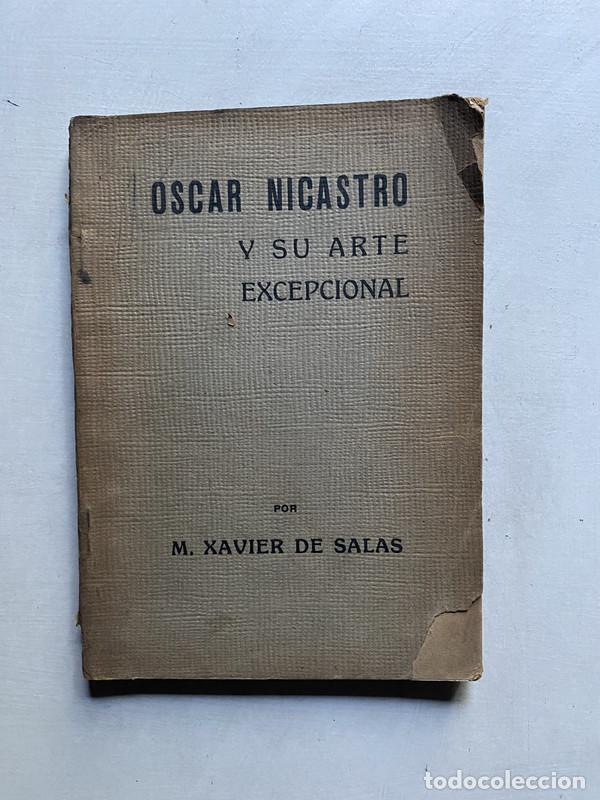 OSCAR NICASTRO
Y SU ARTE
EXCEPCIONAL
POR
M. XAVIER DE SALAS
todocoleccion